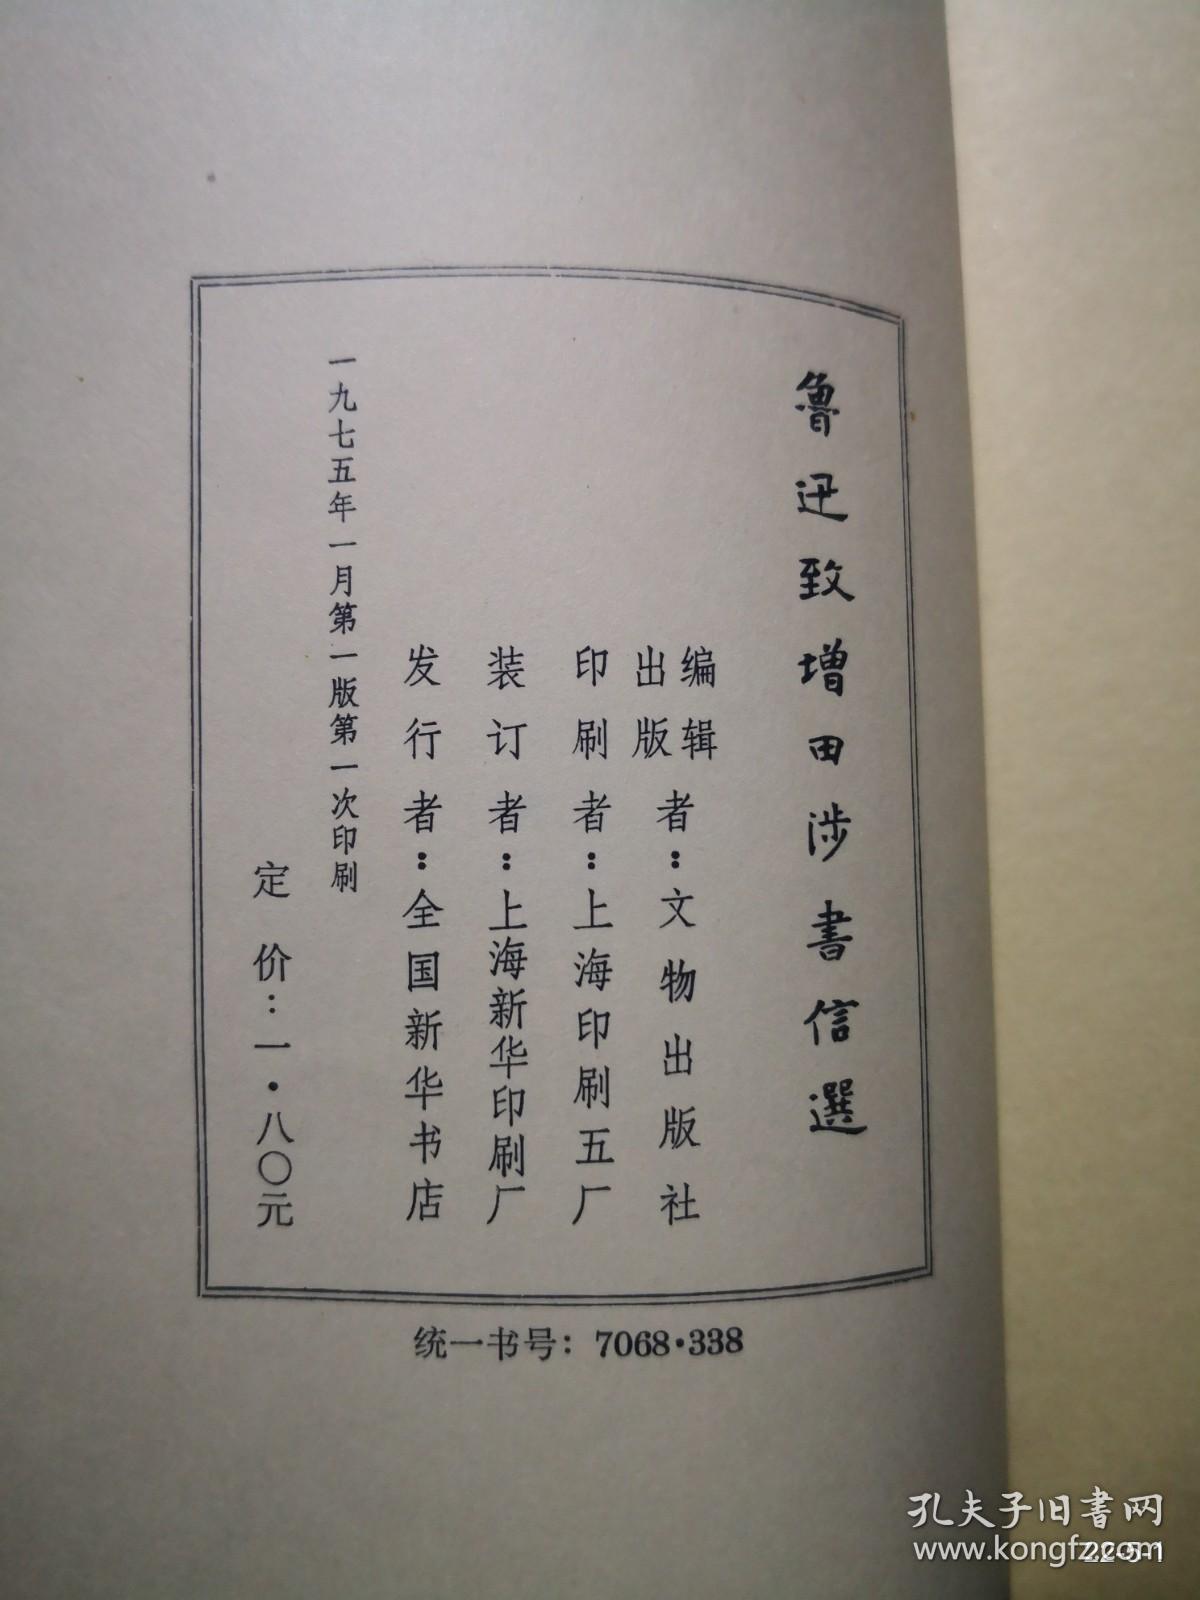 魯迅致增田涉書信選
编辑
出版
者：文物出版社
印刷者：上海印刷五厂
装订者：上海新华印刷厂
发行者：全国新华书店
一九七五年一月第一版第一次印刷
定价：一·八〇元
统一书号：7068·338
孔夫子旧書网
www.kongfz.com
22-5-1